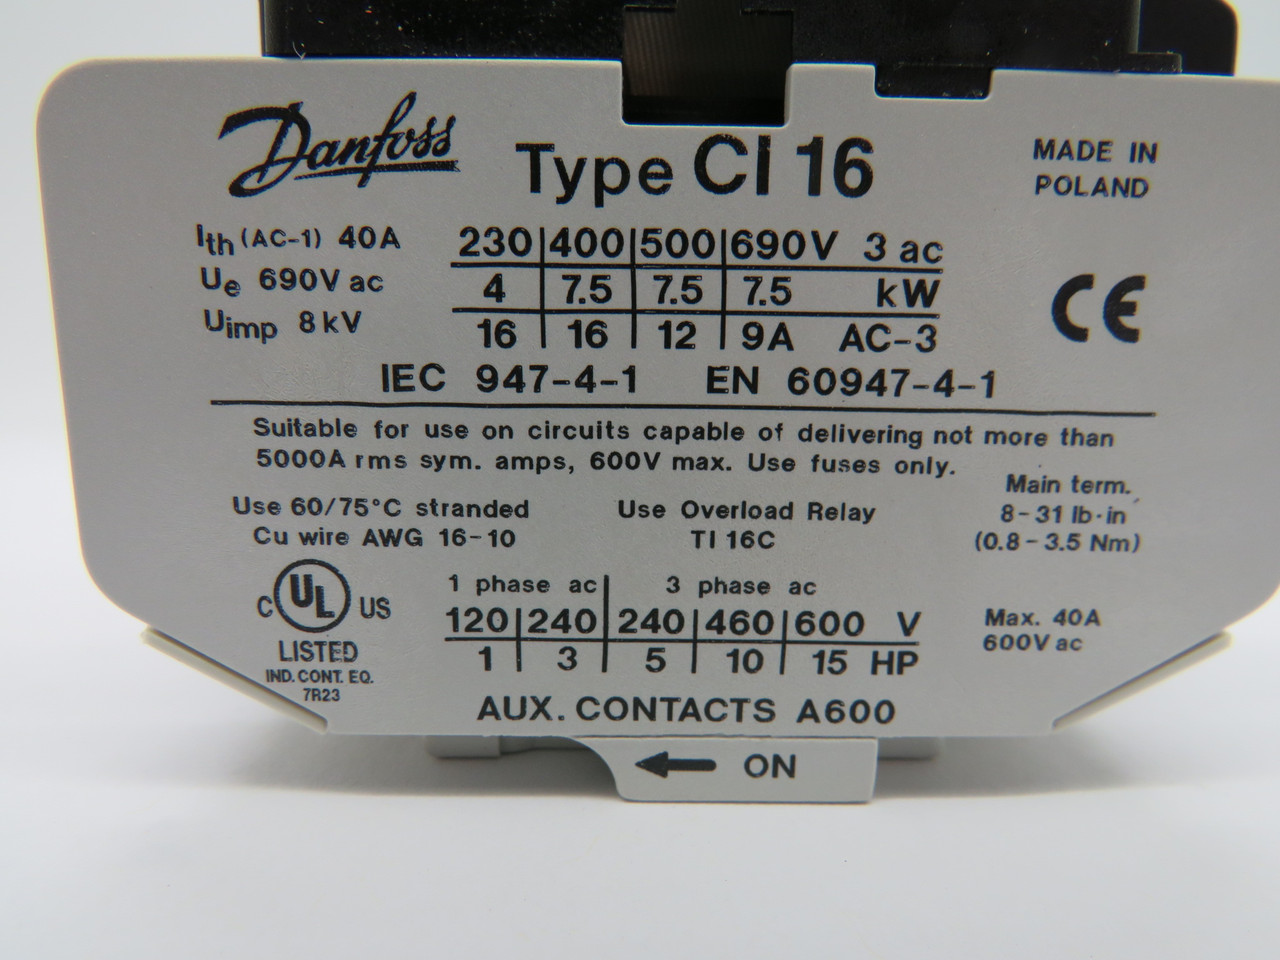 Danfoss Type CI 16 MADE IN POLAND
Ith (AC-1) 40A
Ue 690V ac
Uimp 8kV
230|400|500|690V 3 ac
4 | 7.5 | 7.5 | 7.5 kW
16 | 16 | 12 | 9A AC-3
CE
IEC 947-4-1 EN 60947-4-1
Suitable for use on circuits capable of delivering not more than
5000A rms sym. amps, 600V max. Use fuses only.
Use 60/75°C stranded
Cu wire AWG 16-10
Use Overload Relay
TI 16C
Main term.
8-31 lb·in
(0.8-3.5 Nm)
C UL US
LISTED
IND. CONT. EQ.
7R23
1 phase ac | 3 phase ac
120|240|240|460|600 V
1 | 3 | 5 | 10 | 15 HP
Max. 40A
600V ac
AUX. CONTACTS A600
← ON